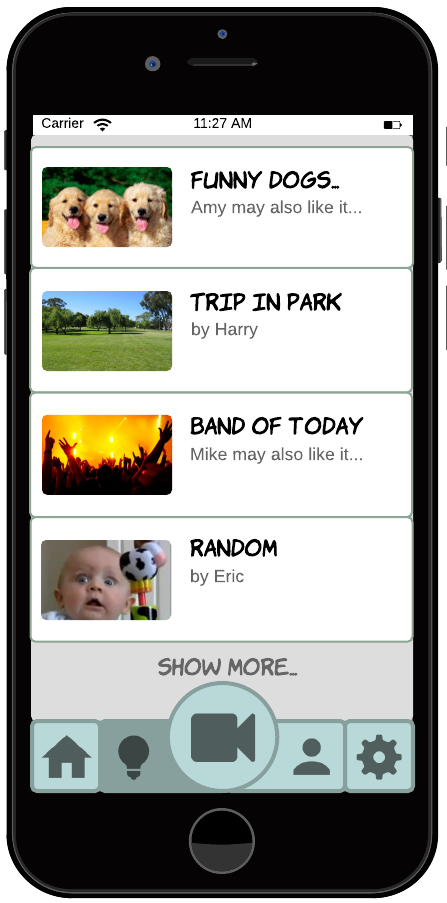 Carrier 11:27 AM
FUNNY DOGS...
Amy may also like it...
TRIP IN PARK
by Harry
BAND OF TODAY
Mike may also like it...
RANDOM
by Eric
SHOW MORE...